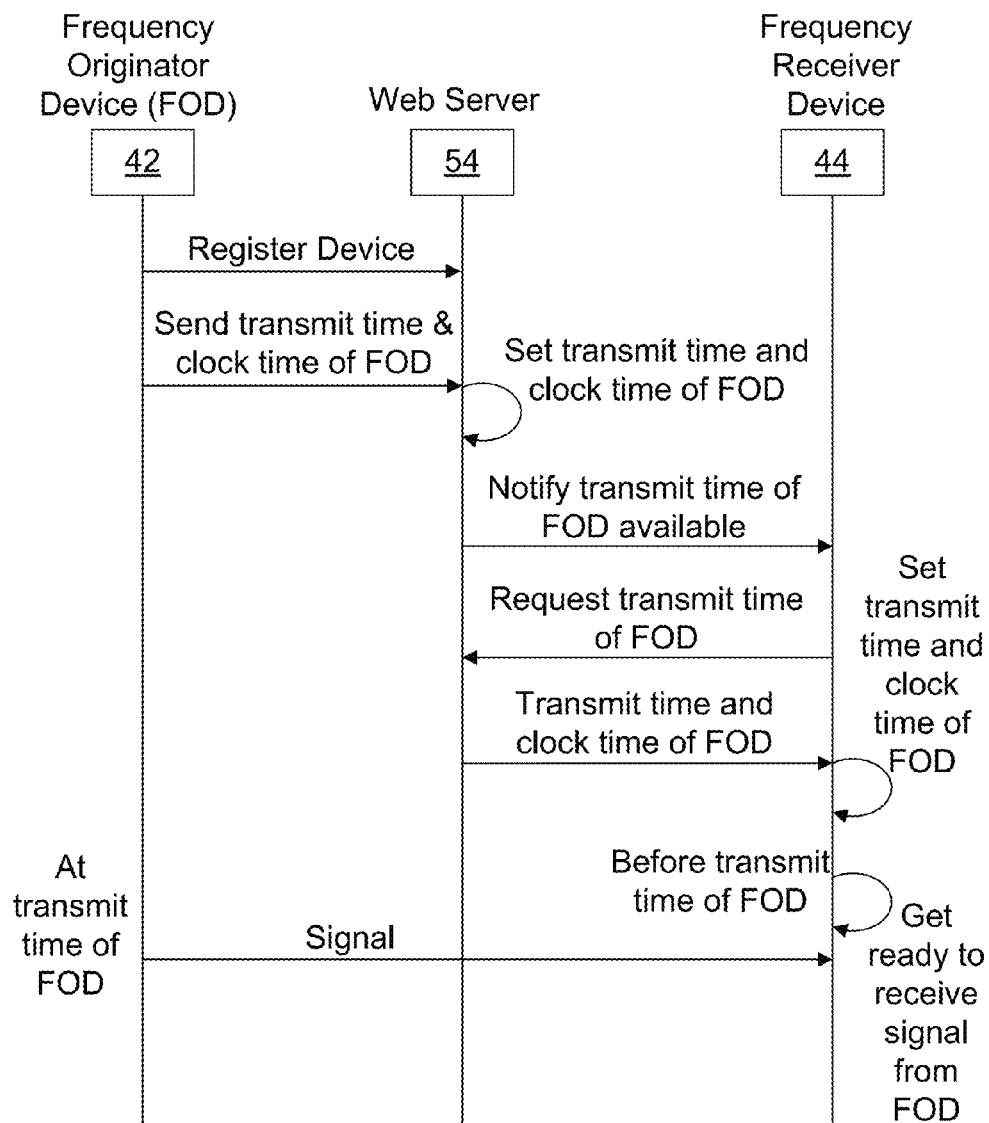 Frequency
Originator
Device (FOD)
Web Server
Frequency
Receiver
Device
42
54
44
Register Device
Send transmit time &
clock time of FOD
Set transmit time and
clock time of FOD
Notify transmit time of
FOD available
Request transmit time
of FOD
Set
transmit
time and
clock
time of
FOD
Transmit time and
clock time of FOD
Before transmit
time of FOD
At
transmit
time of
FOD
Signal
Get
ready to
receive
signal
from
FOD